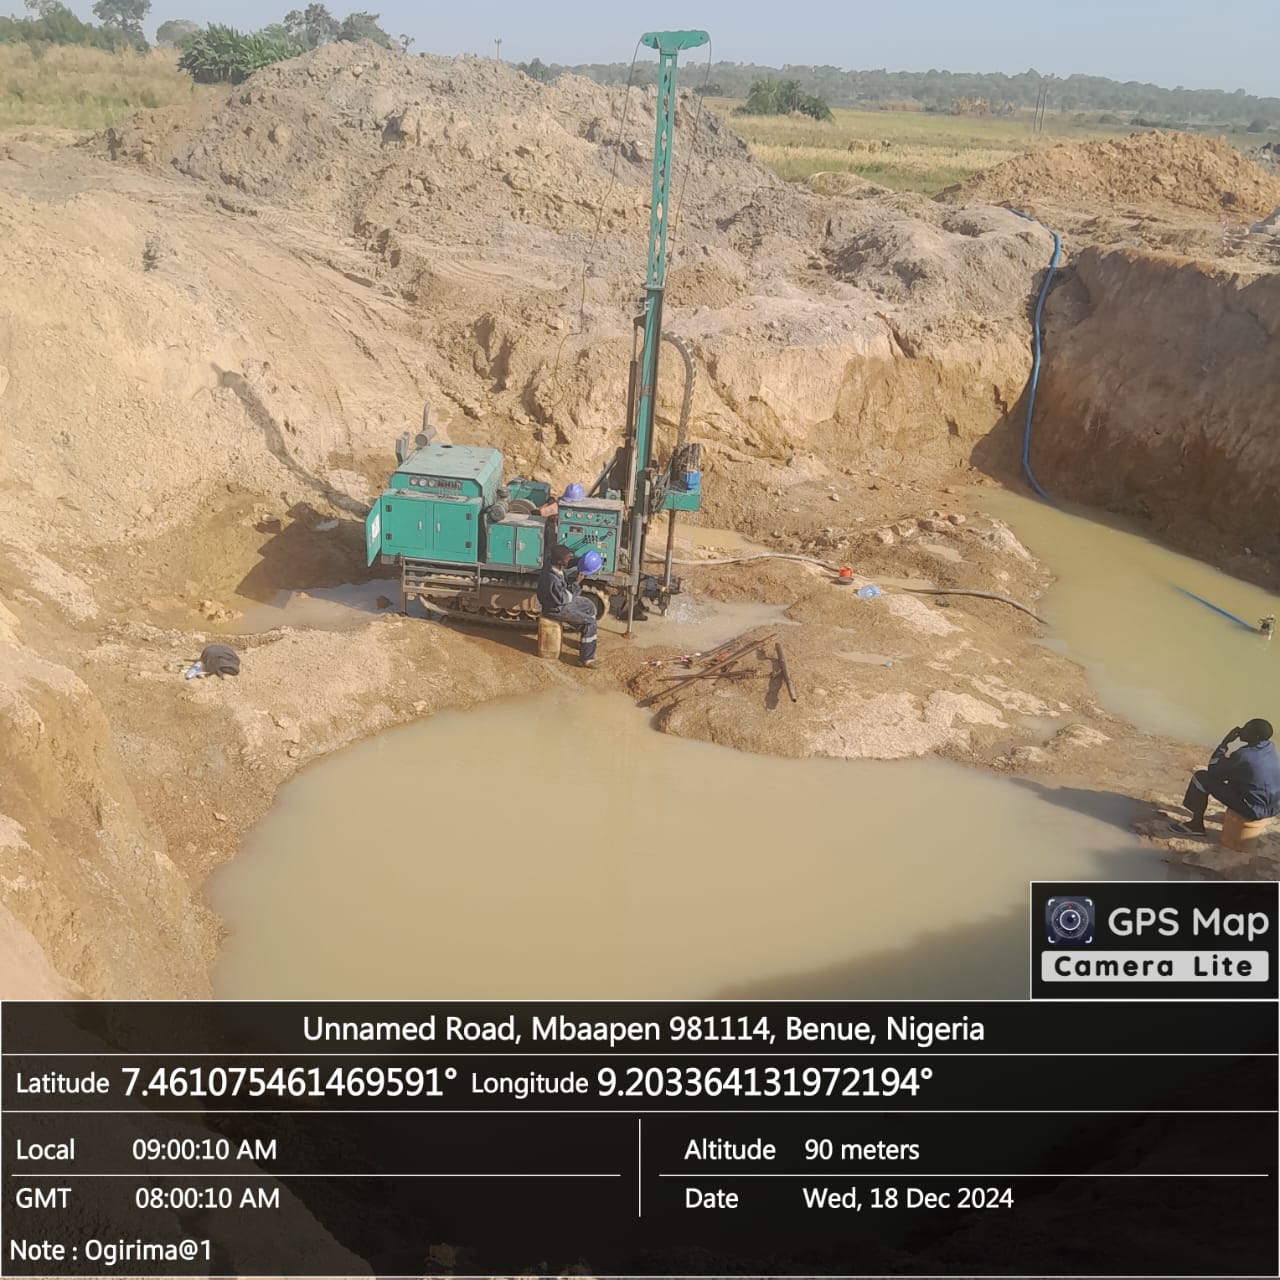 GPS Map
Camera Lite
Unnamed Road, Mbaapen 981114, Benue, Nigeria
Latitude 7.461075461469591° Longitude 9.203364131972194°
Local 09:00:10 AM
Altitude 90 meters
GMT 08:00:10 AM
Date Wed, 18 Dec 2024
Note : Ogirima@1